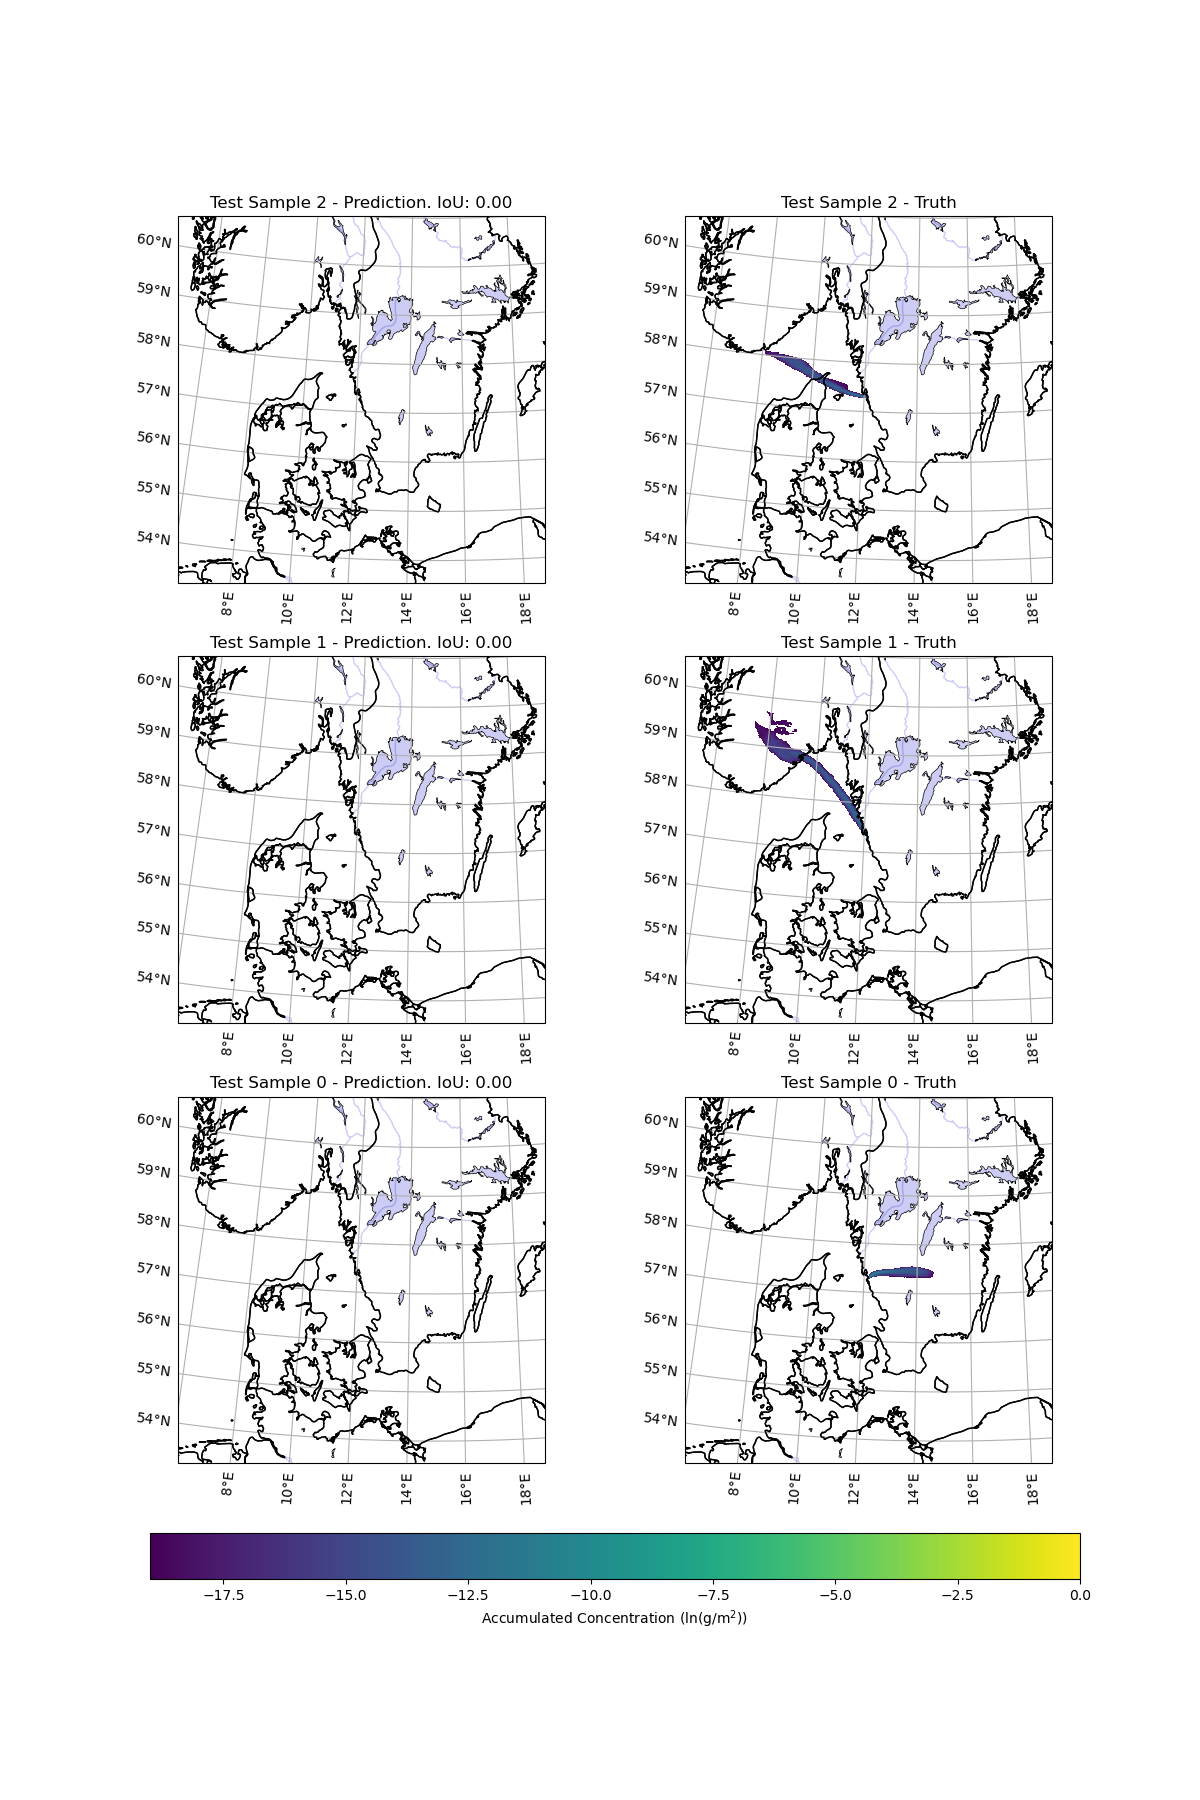 Test Sample 2 - Prediction. IoU: 0.00
60°N
59°N
58°N
57°N
56°N
55°N
54°N
8°E
10°E
12°E
14°E
16°E
18°E
Test Sample 2 - Truth
60°N
59°N
58°N
57°N
56°N
55°N
54°N
8°E
10°E
12°E
14°E
16°E
18°E
Test Sample 1 - Prediction. IoU: 0.00
60°N
59°N
58°N
57°N
56°N
55°N
54°N
8°E
10°E
12°E
14°E
16°E
18°E
Test Sample 1 - Truth
60°N
59°N
58°N
57°N
56°N
55°N
54°N
8°E
10°E
12°E
14°E
16°E
18°E
Test Sample 0 - Prediction. IoU: 0.00
60°N
59°N
58°N
57°N
56°N
55°N
54°N
8°E
10°E
12°E
14°E
16°E
18°E
Test Sample 0 - Truth
60°N
59°N
58°N
57°N
56°N
55°N
54°N
8°E
10°E
12°E
14°E
16°E
18°E
−17.5 −15.0 −12.5 −10.0 −7.5 −5.0 −2.5 0.0
Accumulated Concentration (ln(g/m²))